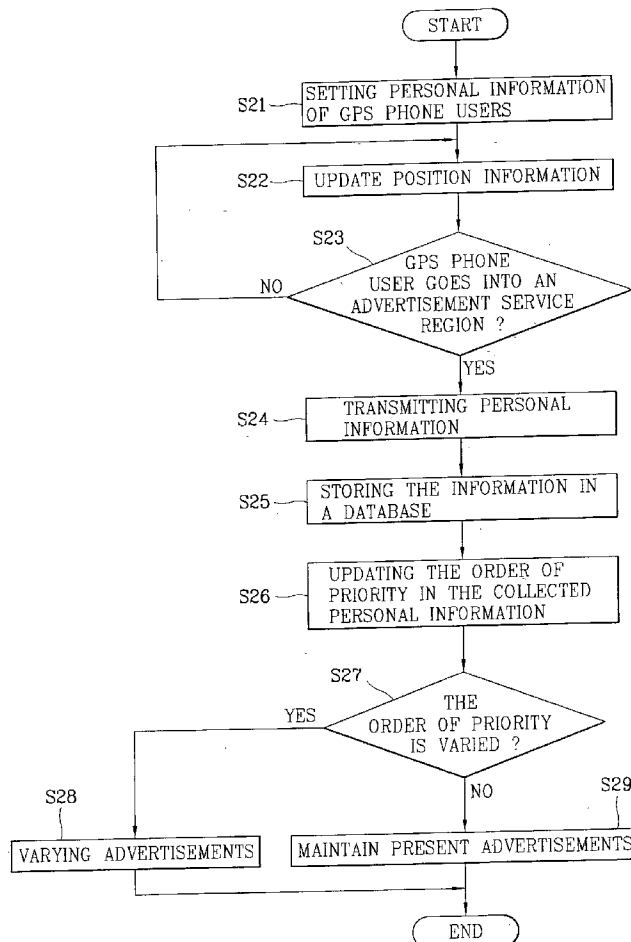 START
S21
SETTING PERSONAL INFORMATION
OF GPS PHONE USERS
S22
UPDATE POSITION INFORMATION
S23
GPS PHONE
USER GOES INTO AN
ADVERTISEMENT SERVICE
REGION ?
NO
YES
S24
TRANSMITTING PERSONAL
INFORMATION
S25
STORING THE INFORMATION IN
A DATABASE
S26
UPDATING THE ORDER OF
PRIORITY IN THE COLLECTED
PERSONAL INFORMATION
S27
THE
ORDER OF PRIORITY
IS VARIED ?
YES
NO
S28
VARYING ADVERTISEMENTS
S29
MAINTAIN PRESENT ADVERTISEMENTS
END